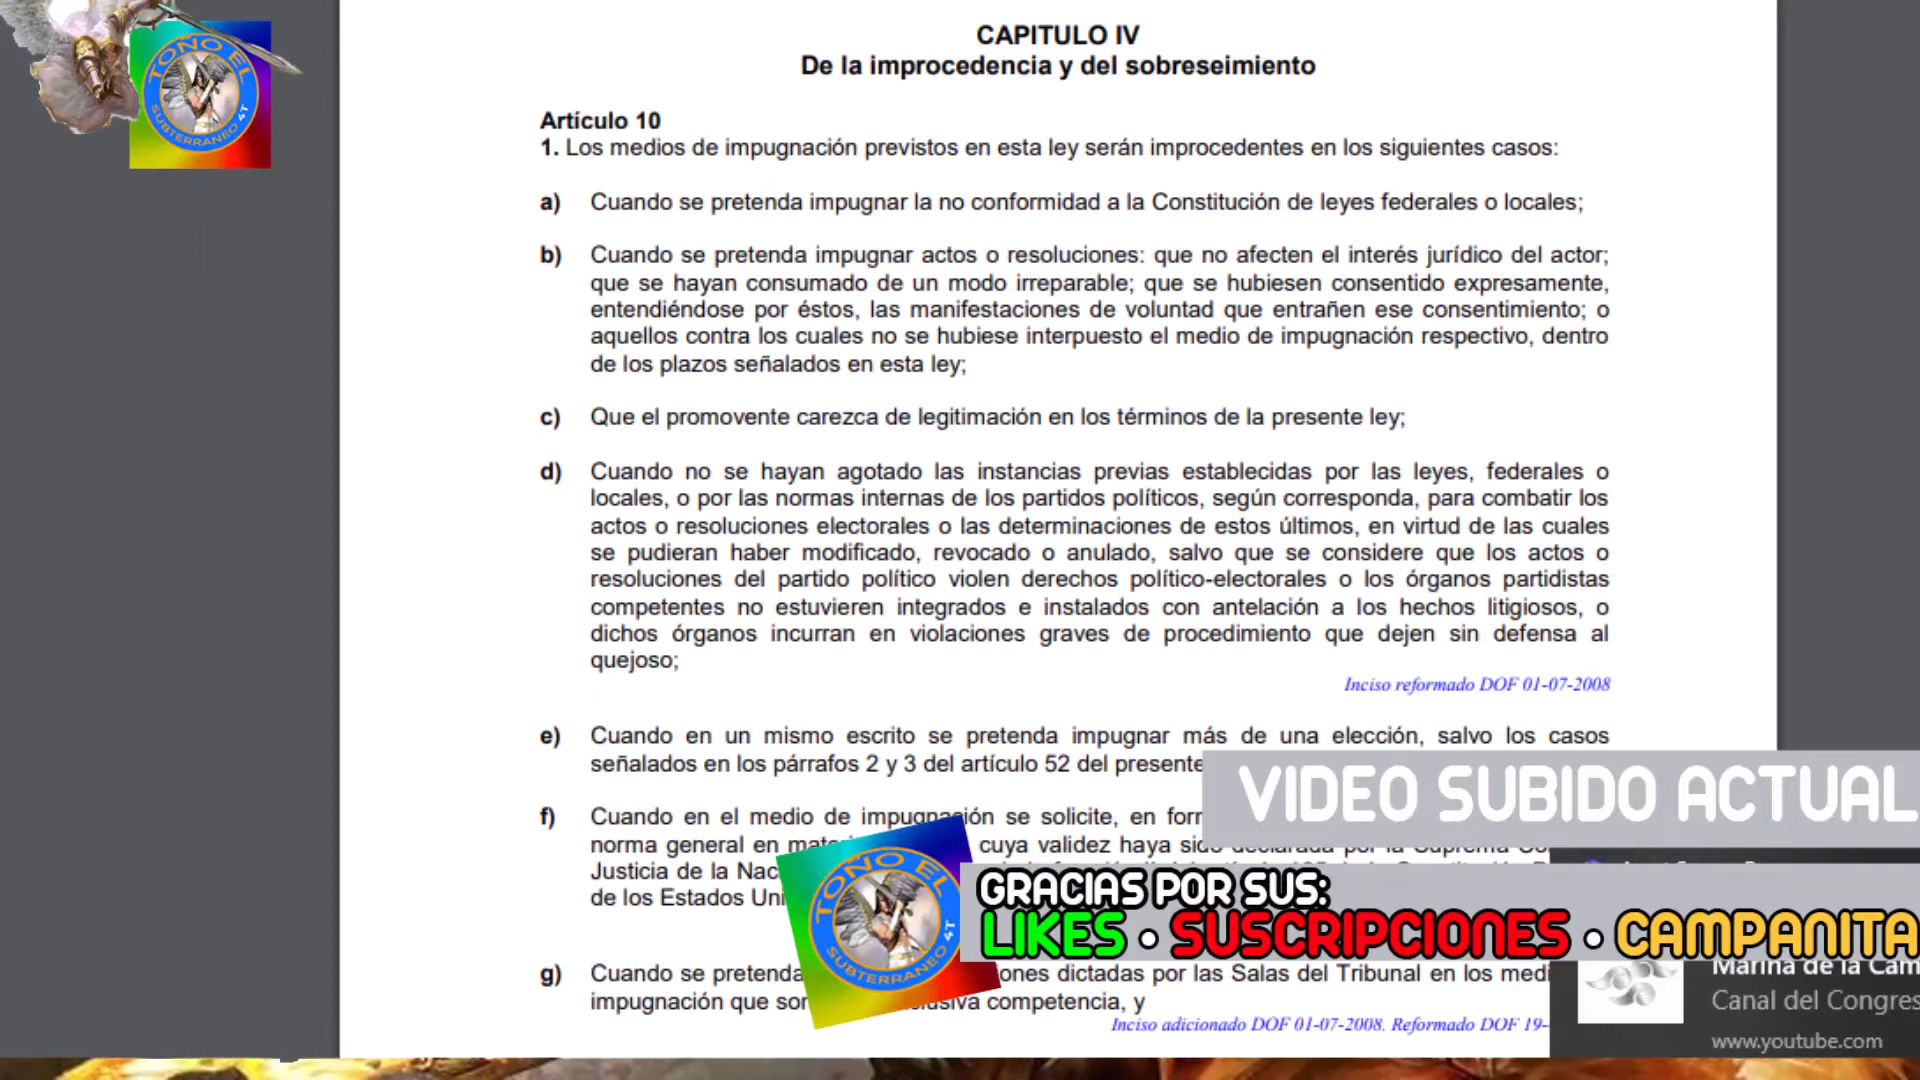 CAPITULO IV
De la improcedencia y del sobreseimiento
TONO EL
SUBTERRANEO 4T
Artículo 10
1. Los medios de impugnación previstos en esta ley serán improcedentes en los siguientes casos:
a) Cuando se pretenda impugnar la no conformidad a la Constitución de leyes federales o locales;
b) Cuando se pretenda impugnar actos o resoluciones: que no afecten el interés jurídico del actor;
que se hayan consumado de un modo irreparable; que se hubiesen consentido expresamente,
entendiéndose por éstos, las manifestaciones de voluntad que entrañen ese consentimiento; o
aquellos contra los cuales no se hubiese interpuesto el medio de impugnación respectivo, dentro
de los plazos señalados en esta ley;
c) Que el promovente carezca de legitimación en los términos de la presente ley;
d) Cuando no se hayan agotado las instancias previas establecidas por las leyes, federales o
locales, o por las normas internas de los partidos políticos, según corresponda, para combatir los
actos o resoluciones electorales o las determinaciones de estos últimos, en virtud de las cuales
se pudieran haber modificado, revocado o anulado, salvo que se considere que los actos o
resoluciones del partido político violen derechos político-electorales o los órganos partidistas
competentes no estuvieren integrados e instalados con antelación a los hechos litigiosos, o
dichos órganos incurran en violaciones graves de procedimiento que dejen sin defensa al
quejoso;
Inciso reformado DOF 01-07-2008
e) Cuando en un mismo escrito se pretenda impugnar más de una elección, salvo los casos
señalados en los párrafos 2 y 3 del artículo 52 del presente
VIDEO SUBIDO ACTUAL
f) Cuando en el medio de impugnación se solicite, en
norma general en cuya validez haya sido declarada por la Suprema
Justicia de la
de los Estados
TONO EL
SUBTERRANEO 4T
GRACIAS POR SUS:
LIKES • SUSCRIPCIONES • CAMPANITA
g) Cuando se pretenda dictadas por las Salas del Tribunal en los
impugnación que competencia, y
Inciso adicionado DOF 01-07-2008. Reformado DOF 19-
Marina de la Cam
Canal del Congres
www.youtube.com